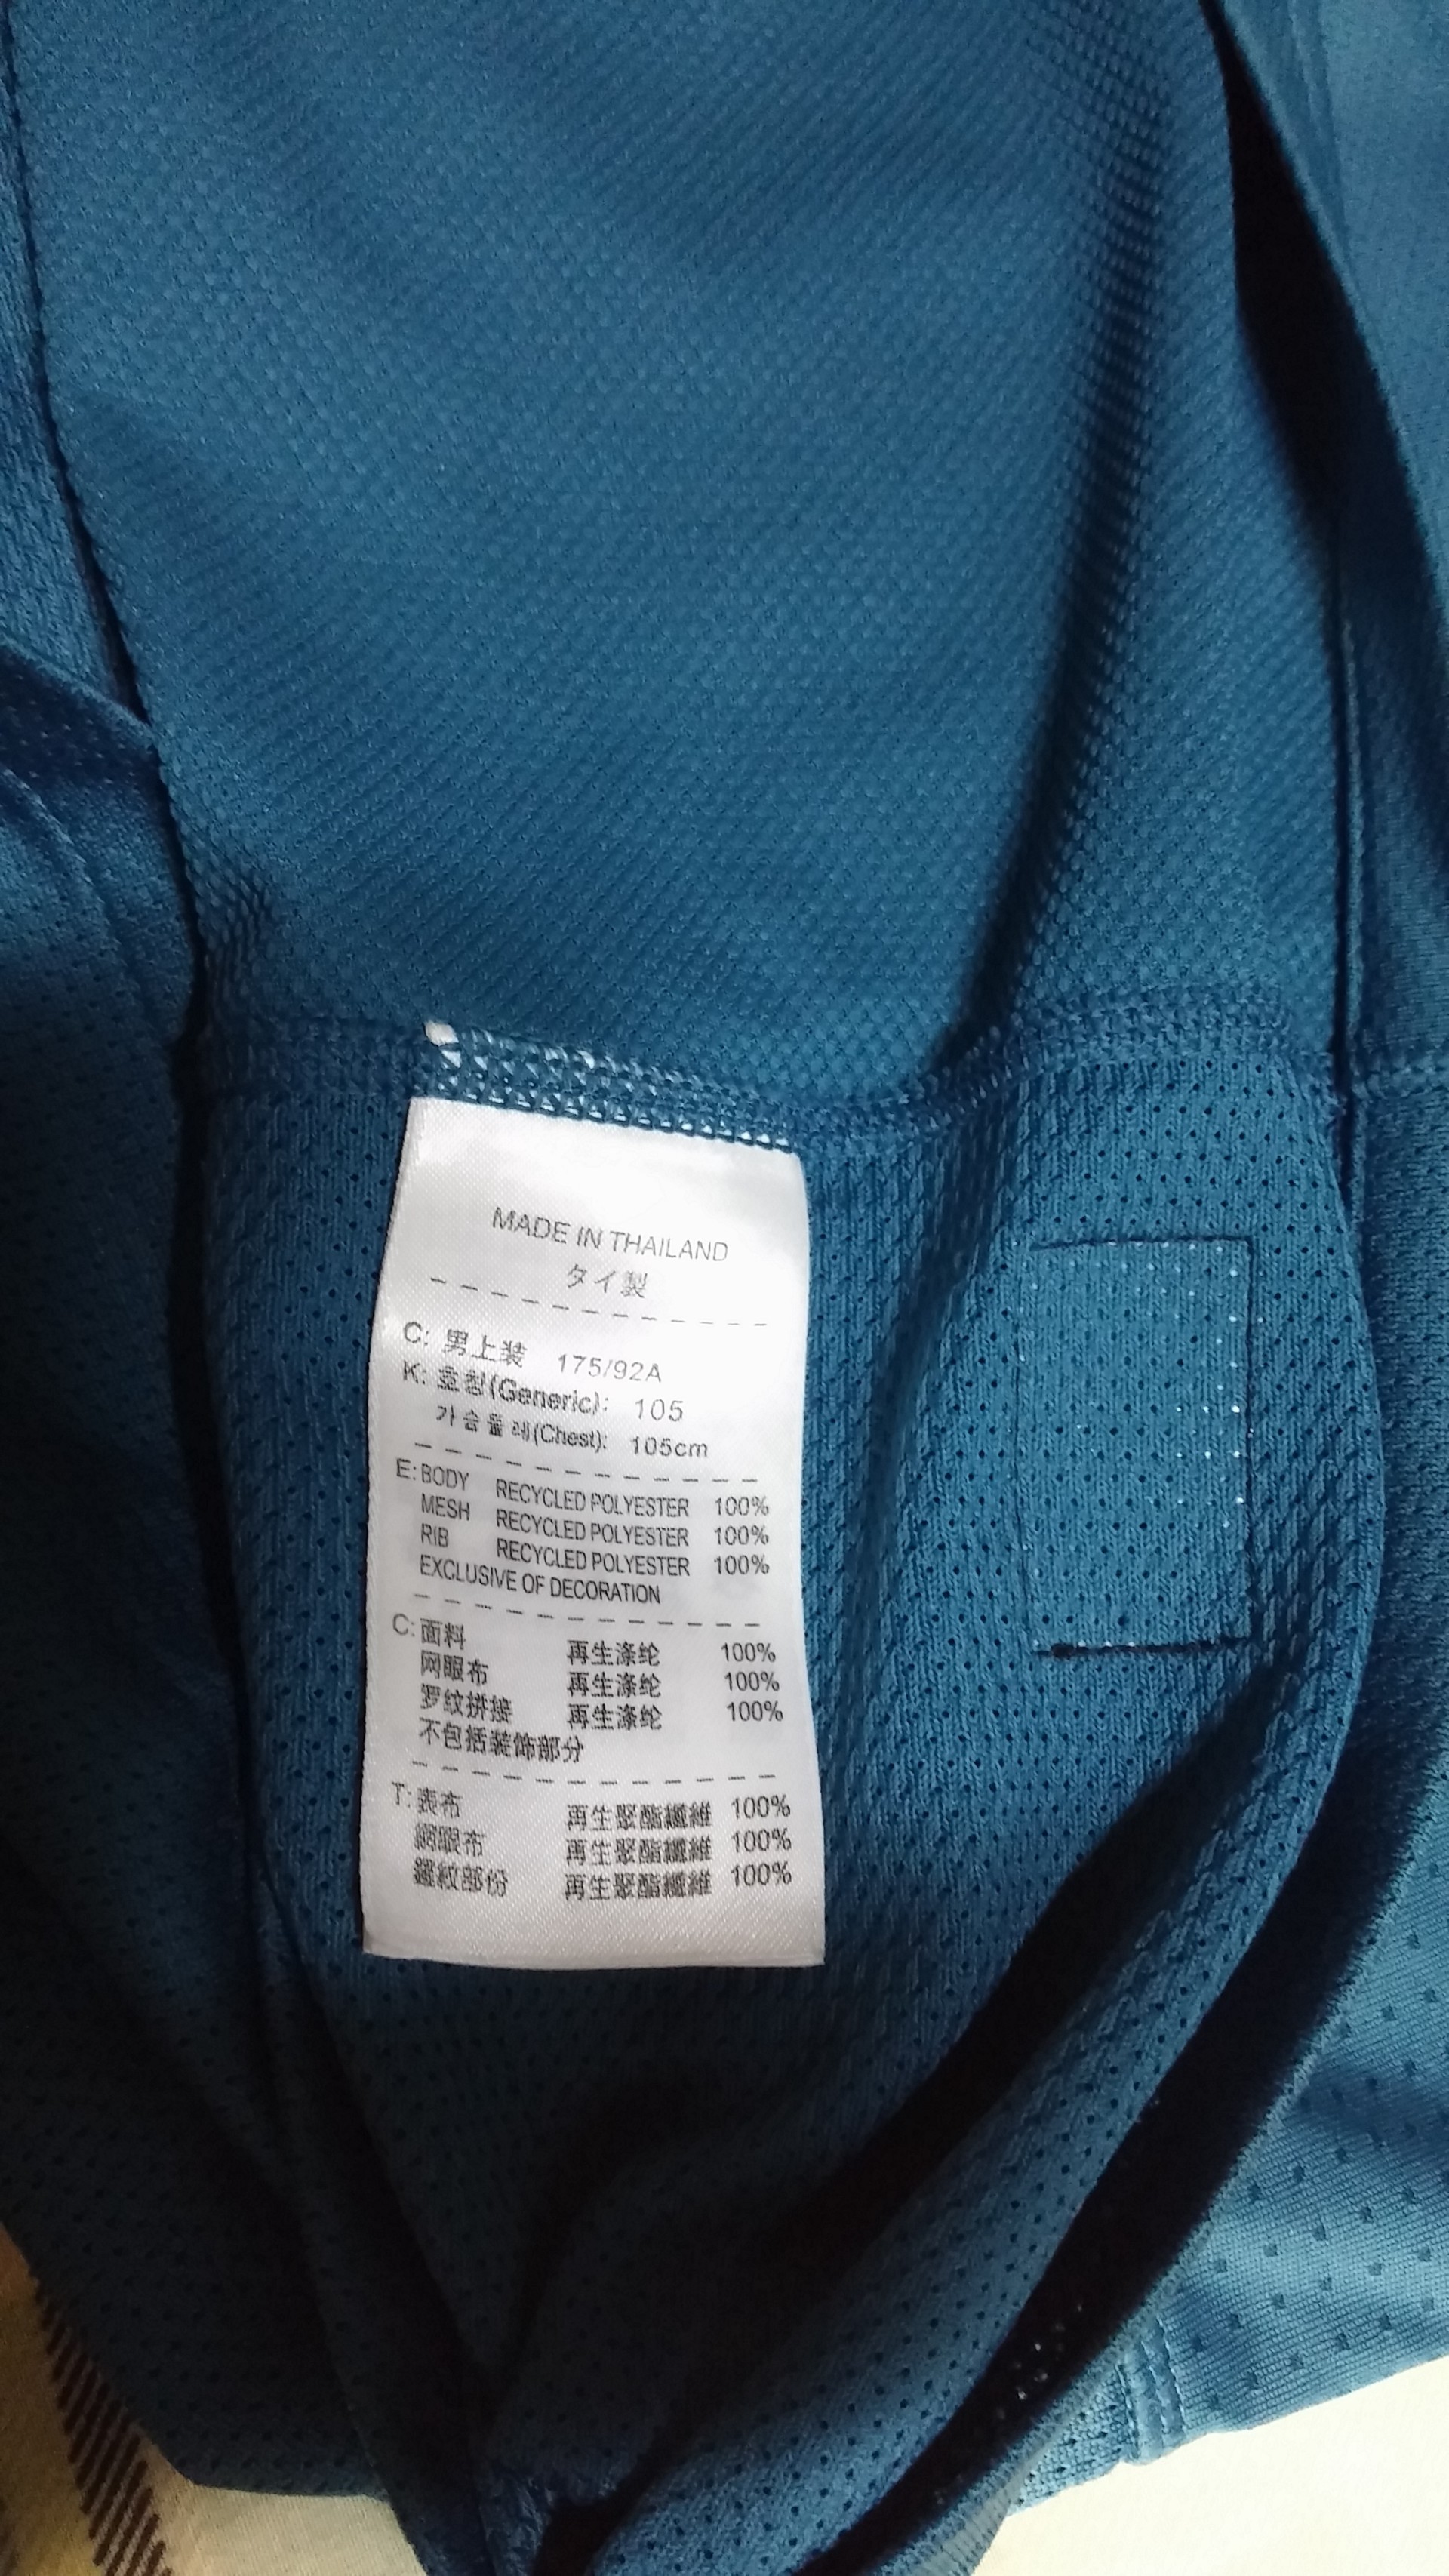 MADE IN THAILAND
タイ製
C: 男上装 175/92A
K: 호칭(Generic): 105
가슴둘레(Chest): 105cm
E: BODY RECYCLED POLYESTER 100%
MESH RECYCLED POLYESTER 100%
RIB RECYCLED POLYESTER 100%
EXCLUSIVE OF DECORATION
C: 面料 再生涤纶 100%
网眼布 再生涤纶 100%
罗纹拼接 再生涤纶 100%
不包括装饰部分
T: 表布 再生聚酯纖維 100%
網眼布 再生聚酯纖維 100%
羅紋部份 再生聚酯纖維 100%